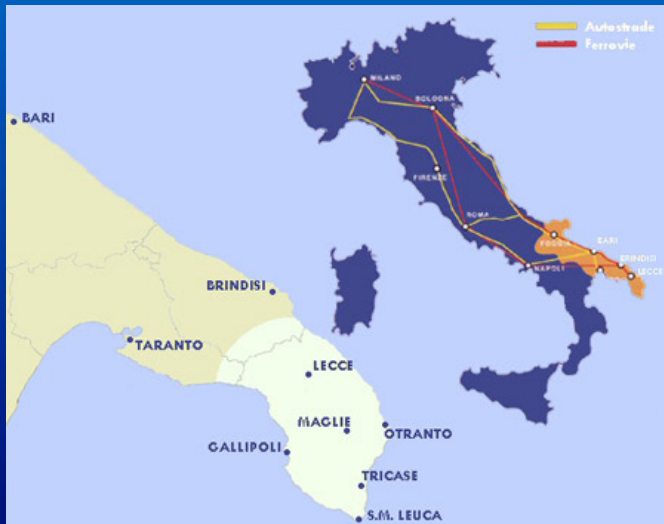 Autostrade
Ferrovie
MILANO
BOLOGNA
FIRENZE
ROMA
FOGGIA
BARI
NAPOLI
BRINDISI
LECCE
BARI
BRINDISI
TARANTO
LECCE
MAGLIE
OTRANTO
GALLIPOLI
TRICASE
S.M. LEUCA